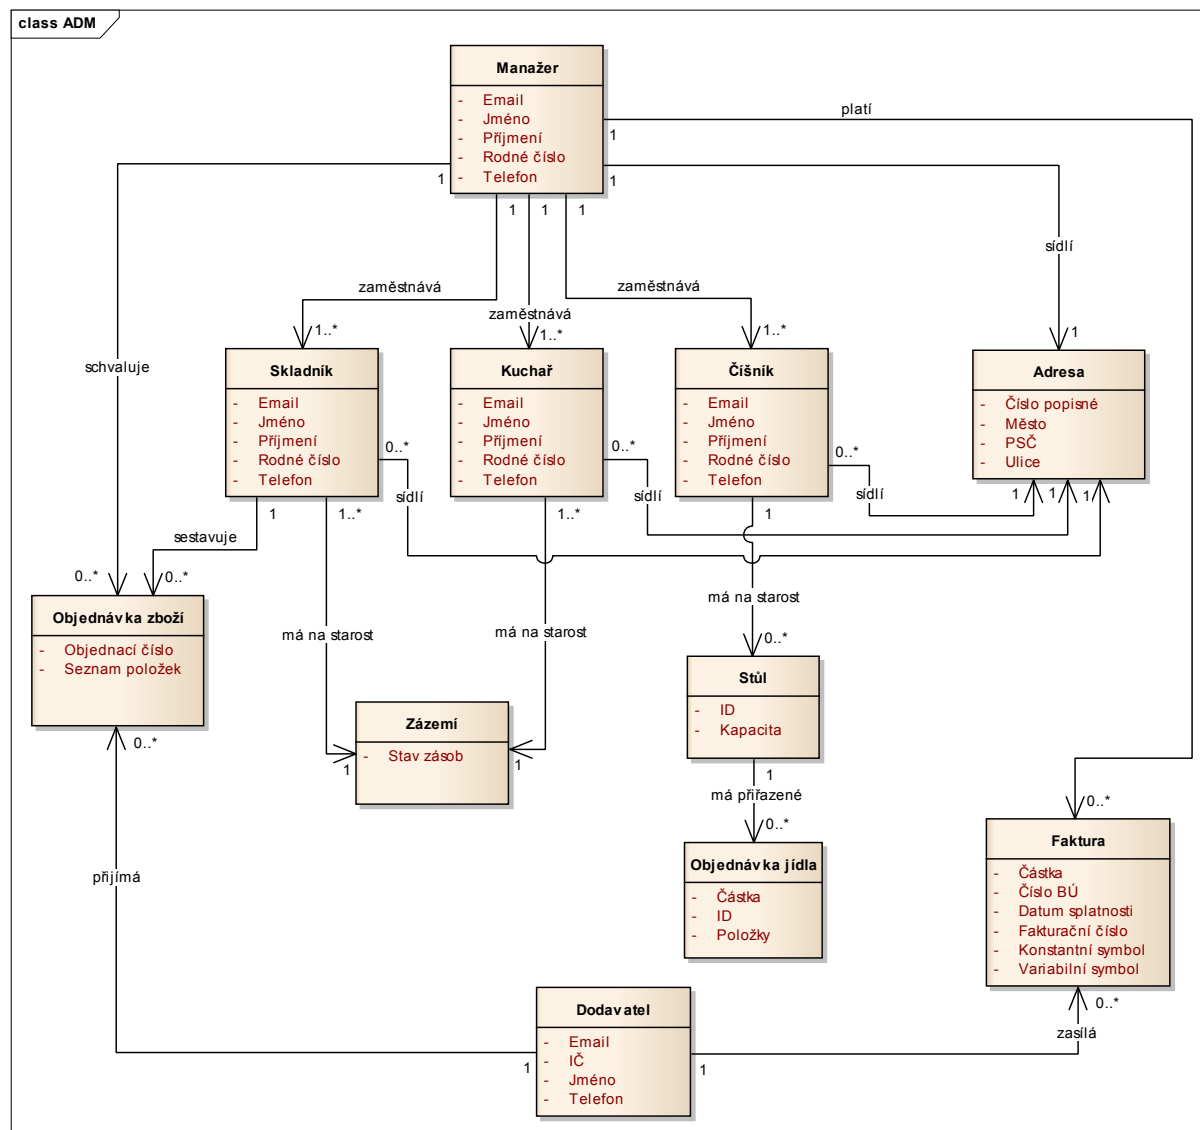 class ADM
Manažer
- Email
- Jméno
- Příjmení
- Rodné číslo
- Telefon
platí
1
1
1
1
1
1
sídlí
schvaluje
zaměstnává
zaměstnává
zaměstnává
1..*
1..*
1..*
1
Skladník
- Email
- Jméno
- Příjmení
- Rodné číslo
- Telefon
Kuchař
- Email
- Jméno
- Příjmení
- Rodné číslo
- Telefon
Číšník
- Email
- Jméno
- Příjmení
- Rodné číslo
- Telefon
Adresa
- Číslo popisné
- Město
- PSČ
- Ulice
0..*
0..*
0..*
sídlí
sídlí
sídlí
1
1
1
1
1..*
1..*
1
sestavuje
0..*
0..*
má na starost
má na starost
má na starost
0..*
Objednávka zboží
- Objednací číslo
- Seznam položek
0..*
Zázemí
- Stav zásob
1
1
Stůl
- ID
- Kapacita
1
má přiřazené
0..*
0..*
Objednávka jídla
- Částka
- ID
- Položky
Faktura
- Částka
- Číslo BÚ
- Datum splatnosti
- Fakturační číslo
- Konstantní symbol
- Variabilní symbol
přijímá
0..*
zasílá
Dodavatel
- Email
- IČ
- Jméno
- Telefon
1
1